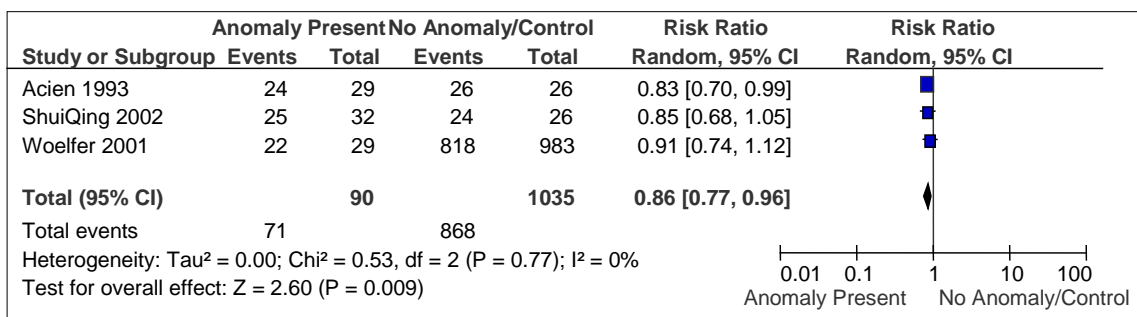 Anomaly Present No Anomaly/Control Risk Ratio Risk Ratio
Study or Subgroup Events Total Events Total Random, 95% CI Random, 95% CI
Acien 1993 24 29 26 26 0.83 [0.70, 0.99]
ShuiQing 2002 25 32 24 26 0.85 [0.68, 1.05]
Woelfer 2001 22 29 818 983 0.91 [0.74, 1.12]
Total (95% CI) 90 1035 0.86 [0.77, 0.96]
Total events 71 868
Heterogeneity: Tau² = 0.00; Chi² = 0.53, df = 2 (P = 0.77); I² = 0%
Test for overall effect: Z = 2.60 (P = 0.009)
0.01 0.1 1 10 100
Anomaly Present No Anomaly/Control